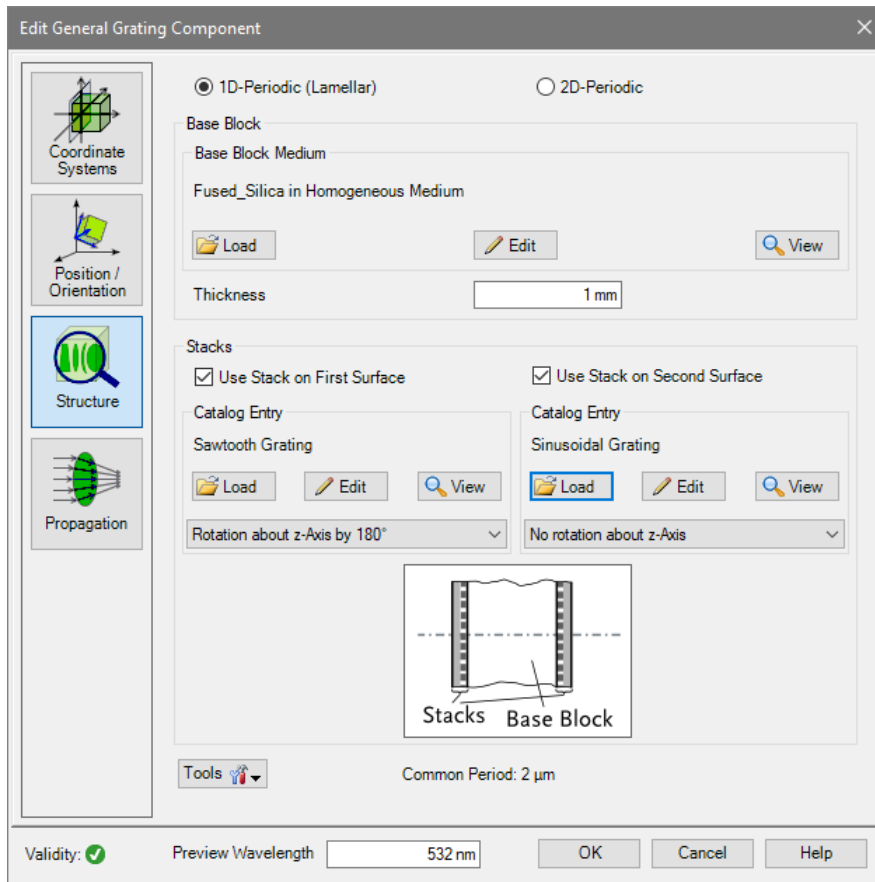 Edit General Grating Component
1D-Periodic (Lamellar)
2D-Periodic
Coordinate
Systems
Position /
Orientation
Structure
Propagation
Base Block
Base Block Medium
Fused_Silica in Homogeneous Medium
Load
Edit
View
Thickness
1 mm
Stacks
Use Stack on First Surface
Use Stack on Second Surface
Catalog Entry
Sawtooth Grating
Load
Edit
View
Rotation about z-Axis by 180°
Catalog Entry
Sinusoidal Grating
Load
Edit
View
No rotation about z-Axis
Stacks
Base Block
Tools
Common Period: 2 µm
Validity:
Preview Wavelength
532 nm
OK
Cancel
Help